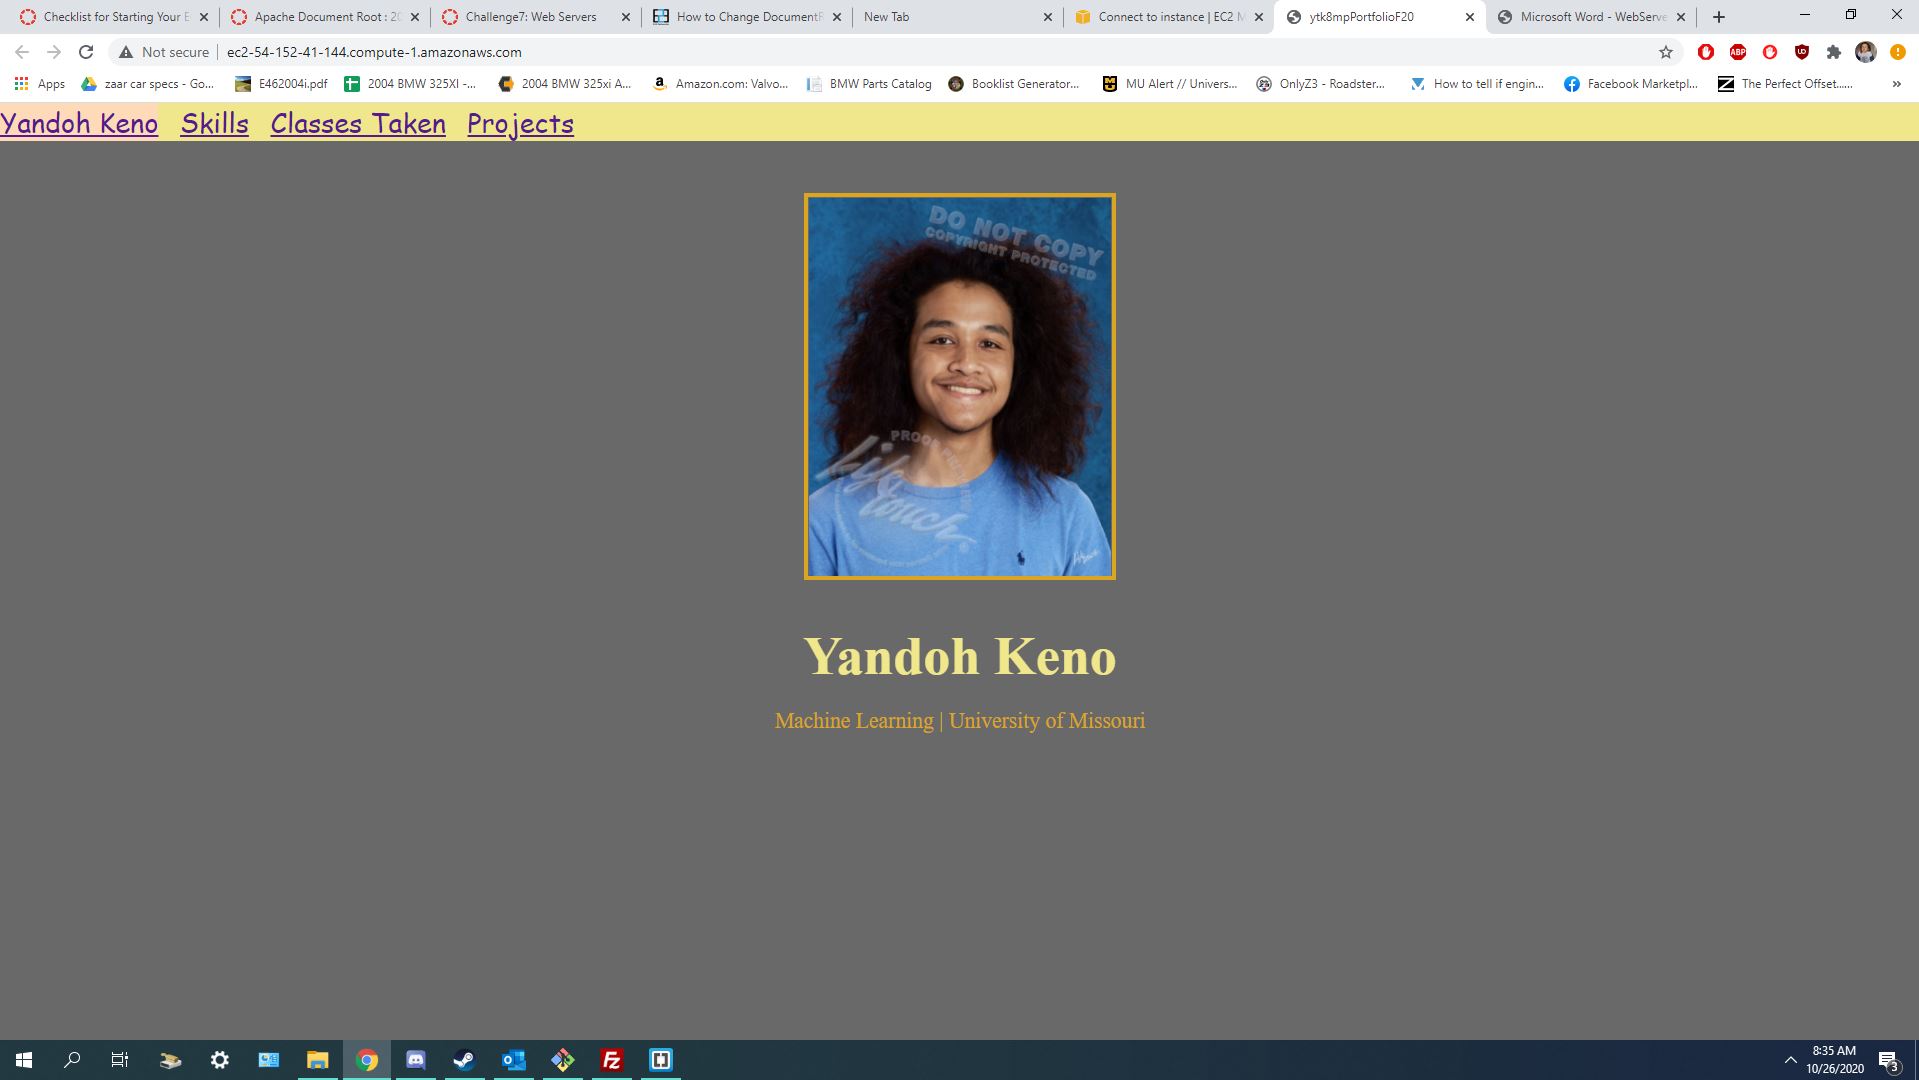 Checklist for Starting Your E
Apache Document Root : 20
Challenge7: Web Servers
How to Change DocumentR
New Tab
Connect to instance | EC2 M
ytk8mpPortfolioF20
Microsoft Word - WebServe
Not secure
ec2-54-152-41-144.compute-1.amazonaws.com
ABP
Apps
zaar car specs - Go...
E462004i.pdf
2004 BMW 325XI -...
2004 BMW 325xi A...
Amazon.com: Valvo...
BMW Parts Catalog
Booklist Generator...
MU Alert // Univers...
OnlyZ3 - Roadster...
How to tell if engin...
Facebook Marketpl...
The Perfect Offset......
»
Yandoh Keno Skills Classes Taken Projects
DO NOT COPY
COPYRIGHT PROTECTED
PROOF
Lifetouch
Yandoh Keno
Machine Learning | University of Missouri
8:35 AM
10/26/2020
3